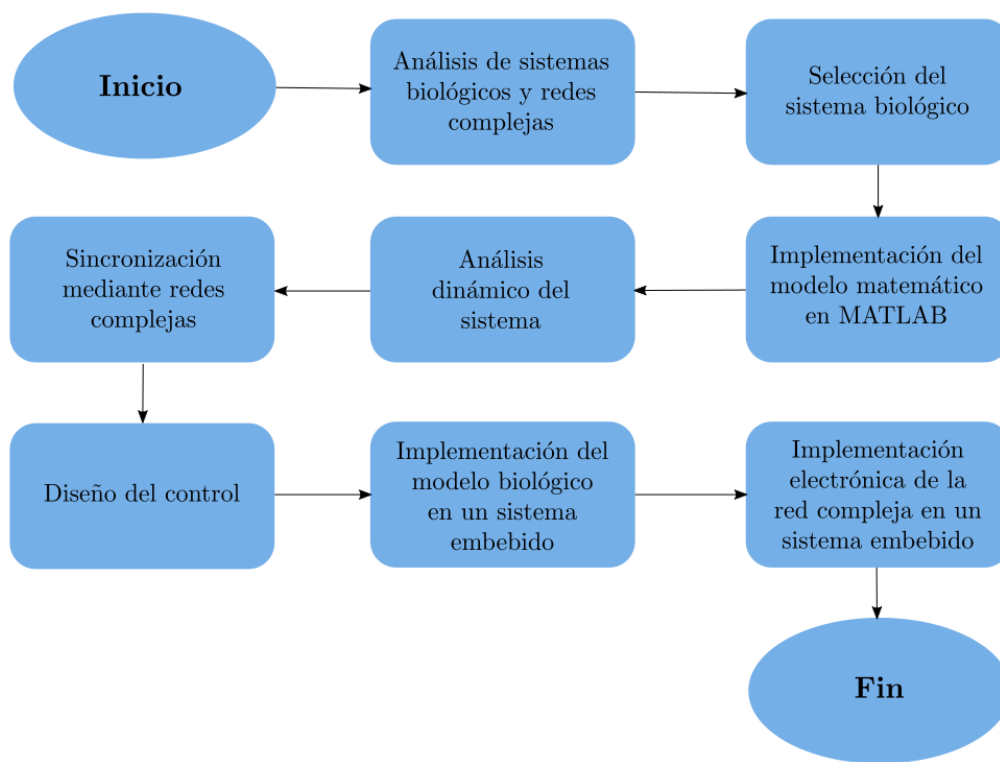 Inicio
Análisis de sistemas
biológicos y redes
complejas
Selección del
sistema biológico
Implementación del
modelo matemático
en MATLAB
Análisis
dinámico del
sistema
Sincronización
mediante redes
complejas
Diseño del control
Implementación del
modelo biológico
en un sistema
embebido
Implementación
electrónica de la
red compleja en un
sistema embebido
Fin